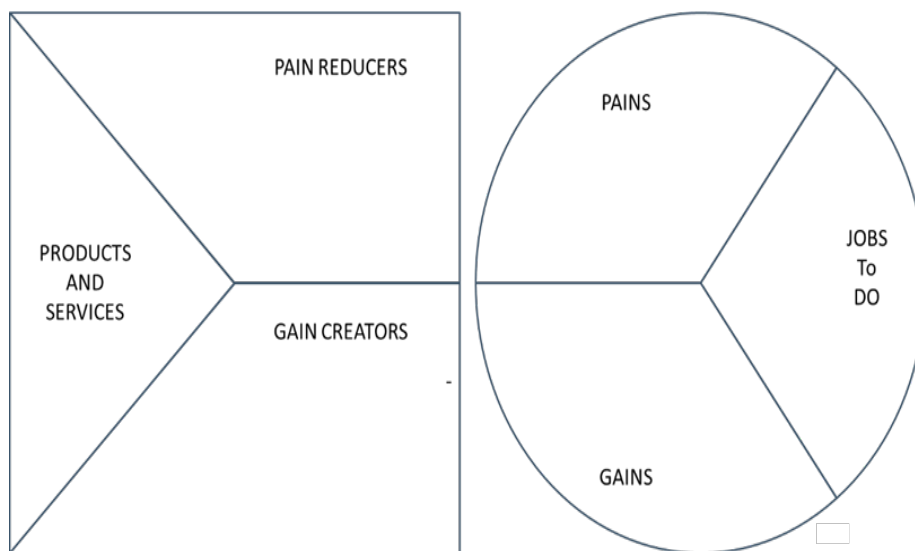 PAIN REDUCERS
PRODUCTS
AND
SERVICES
GAIN CREATORS
-
PAINS
JOBS
To
DO
GAINS